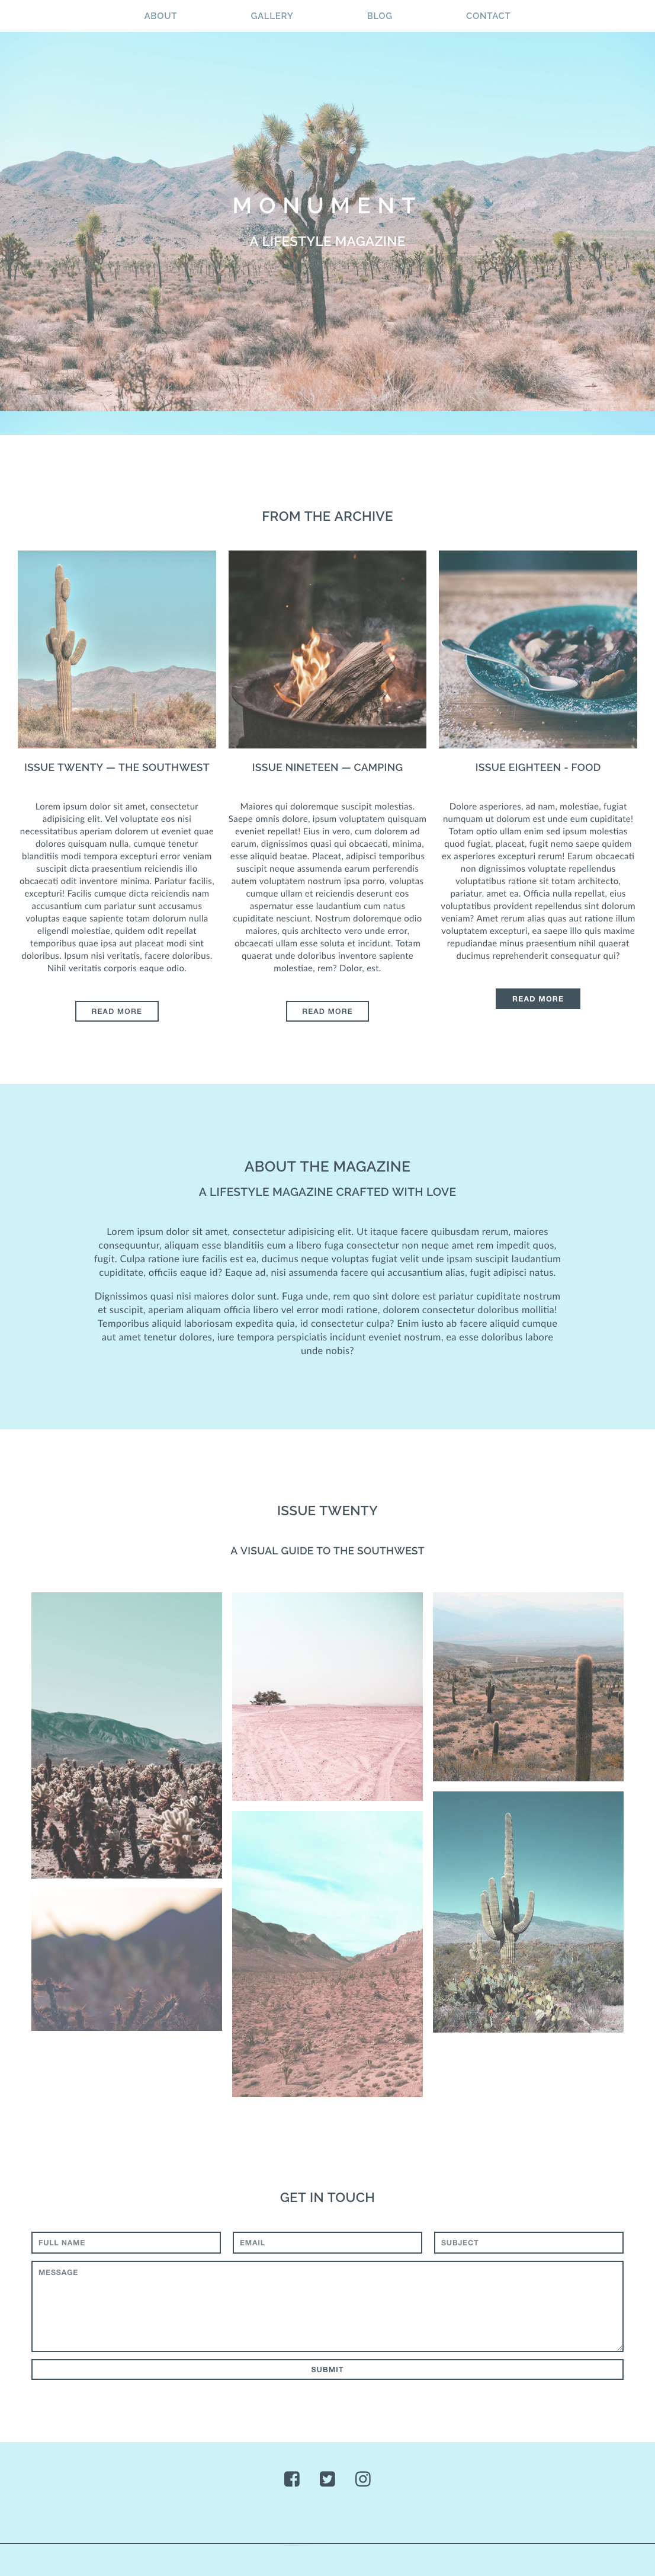 ABOUT
GALLERY
BLOG
CONTACT
MONUMENT
A LIFESTYLE MAGAZINE
FROM THE ARCHIVE
ISSUE TWENTY — THE SOUTHWEST
Lorem ipsum dolor sit amet, consectetur
adipisicing elit. Vel voluptate eos nisi
necessitatibus aperiam dolorem ut eveniet quae
dolores quisquam nulla, cumque tenetur
blanditiis modi tempora excepturi error veniam
suscipit dicta praesentium reiciendis illo
obcaecati odit inventore minima. Pariatur facilis,
excepturi! Facilis cumque dicta reiciendis nam
accusantium cum pariatur sunt accusamus
voluptas eaque sapiente totam dolorum nulla
eligendi molestiae, quidem odit repellat
temporibus quae ipsa aut placeat modi sint
doloribus. Ipsum nisi veritatis, facere doloribus.
Nihil veritatis corporis eaque odio.
READ MORE
ISSUE NINETEEN — CAMPING
Maiores qui doloremque suscipit molestias.
Saepe omnis dolore, ipsum voluptatem quisquam
eveniet repellat! Eius in vero, cum dolorem ad
earum, dignissimos quasi qui obcaecati, minima,
esse aliquid beatae. Placeat, adipisci temporibus
suscipit neque assumenda earum perferendis
autem voluptatem nostrum ipsa porro, voluptas
cumque ullam et reiciendis deserunt eos
aspernatur esse laudantium cum natus
cupiditate nesciunt. Nostrum doloremque odio
maiores, quis architecto vero unde error,
obcaecati ullam esse soluta et incidunt. Totam
quaerat unde doloribus inventore sapiente
molestiae, rem? Dolor, est.
READ MORE
ISSUE EIGHTEEN - FOOD
Dolore asperiores, ad nam, molestiae, fugiat
numquam ut dolorum est unde eum cupiditate!
Totam optio ullam enim sed ipsum molestias
quod fugiat, placeat, fugit nemo saepe quidem
ex asperiores excepturi rerum! Earum obcaecati
non dignissimos voluptate repellendus
voluptatibus ratione sit totam architecto,
pariatur, amet ea. Officia nulla repellat, eius
voluptatibus provident repellendus sint dolorum
veniam? Amet rerum alias quas aut ratione illum
voluptatem excepturi, ea saepe illo quis maxime
repudiandae minus praesentium nihil quaerat
ducimus reprehenderit consequatur qui?
READ MORE
ABOUT THE MAGAZINE
A LIFESTYLE MAGAZINE CRAFTED WITH LOVE
Lorem ipsum dolor sit amet, consectetur adipisicing elit. Ut itaque facere quibusdam rerum, maiores
consequuntur, aliquam esse blanditiis eum a libero fuga consectetur non neque amet rem impedit quos,
fugit. Culpa ratione iure facilis est ea, ducimus neque voluptas fugiat velit unde ipsam suscipit laudantium
cupiditate, officiis eaque id? Eaque ad, nisi assumenda facere qui accusantium alias, fugit adipisci natus.
Dignissimos quasi nisi maiores dolor sunt. Fuga unde, rem quo sint dolore est pariatur cupiditate nostrum
et suscipit, aperiam aliquam officia libero vel error modi ratione, dolorem consectetur doloribus mollitia!
Temporibus aliquid laboriosam expedita quia, id consectetur culpa? Enim iusto ab facere aliquid cumque
aut amet tenetur dolores, iure tempora perspiciatis incidunt eveniet nostrum, ea esse doloribus labore
unde nobis?
ISSUE TWENTY
A VISUAL GUIDE TO THE SOUTHWEST
GET IN TOUCH
FULL NAME
EMAIL
SUBJECT
MESSAGE
SUBMIT